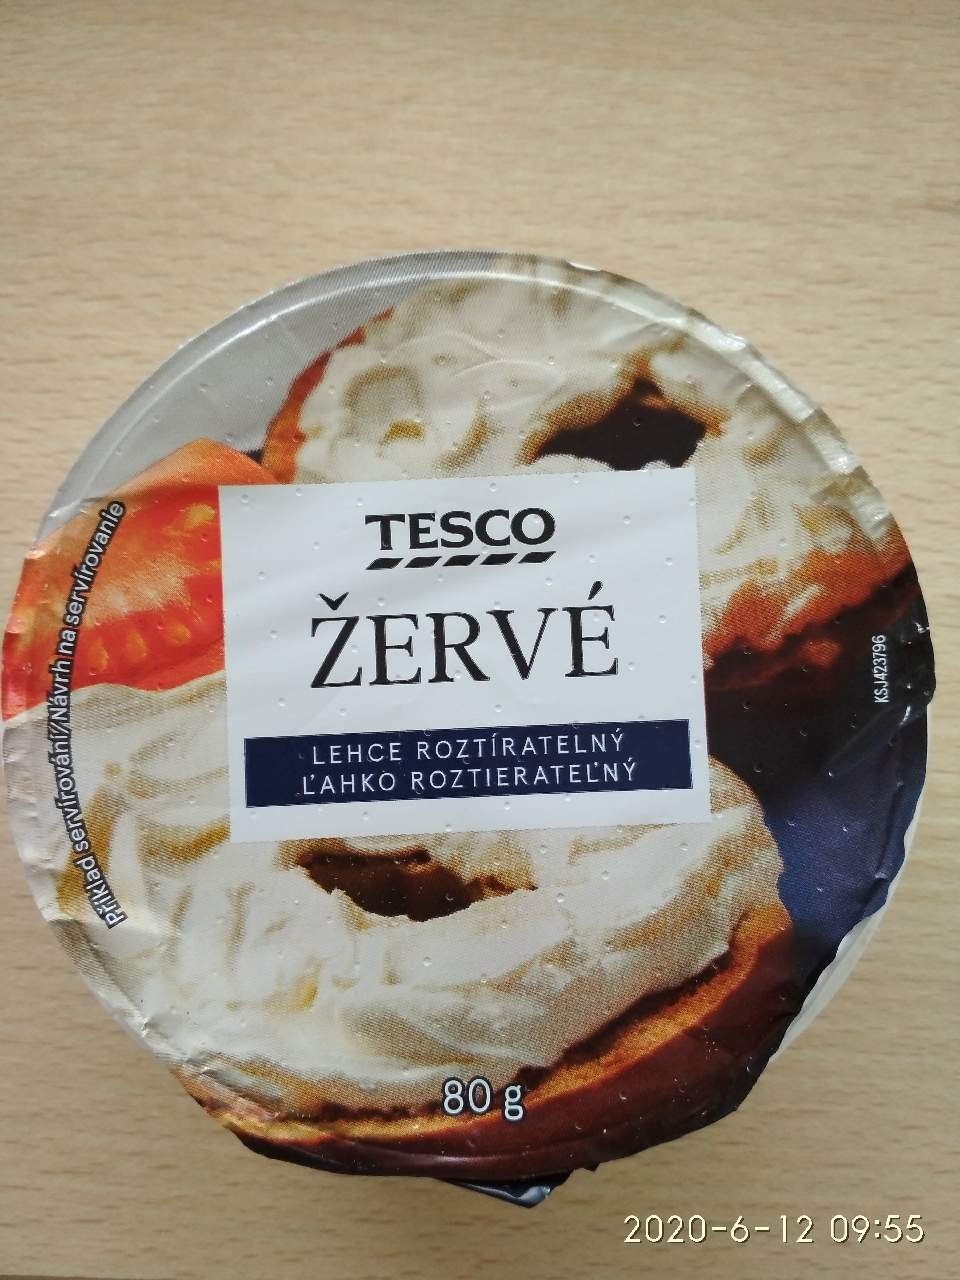 TESCO
ŽERVÉ
LEHCE ROZTÍRATELNÝ
ĽAHKO ROZTIERATEĽNÝ
Příklad servírování/Návrh na servírovanie
KSJ423796
80 g
2020-6-12 09:55